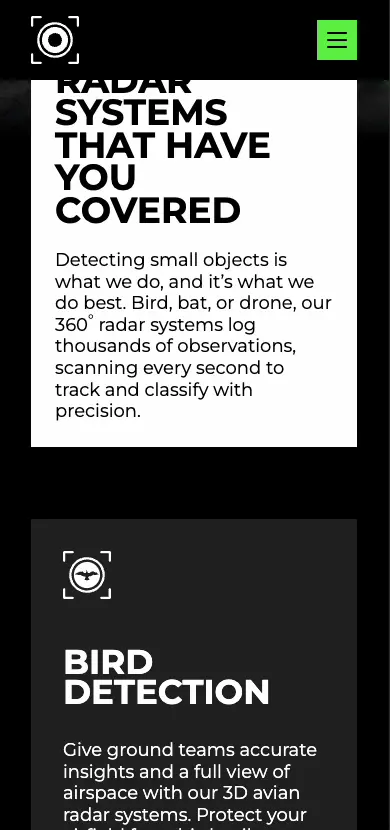 RADAR
SYSTEMS
THAT HAVE
YOU
COVERED
Detecting small objects is
what we do, and it’s what we
do best. Bird, bat, or drone, our
360° radar systems log
thousands of observations,
scanning every second to
track and classify with
precision.
BIRD
DETECTION
Give ground teams accurate
insights and a full view of
airspace with our 3D avian
radar systems. Protect your